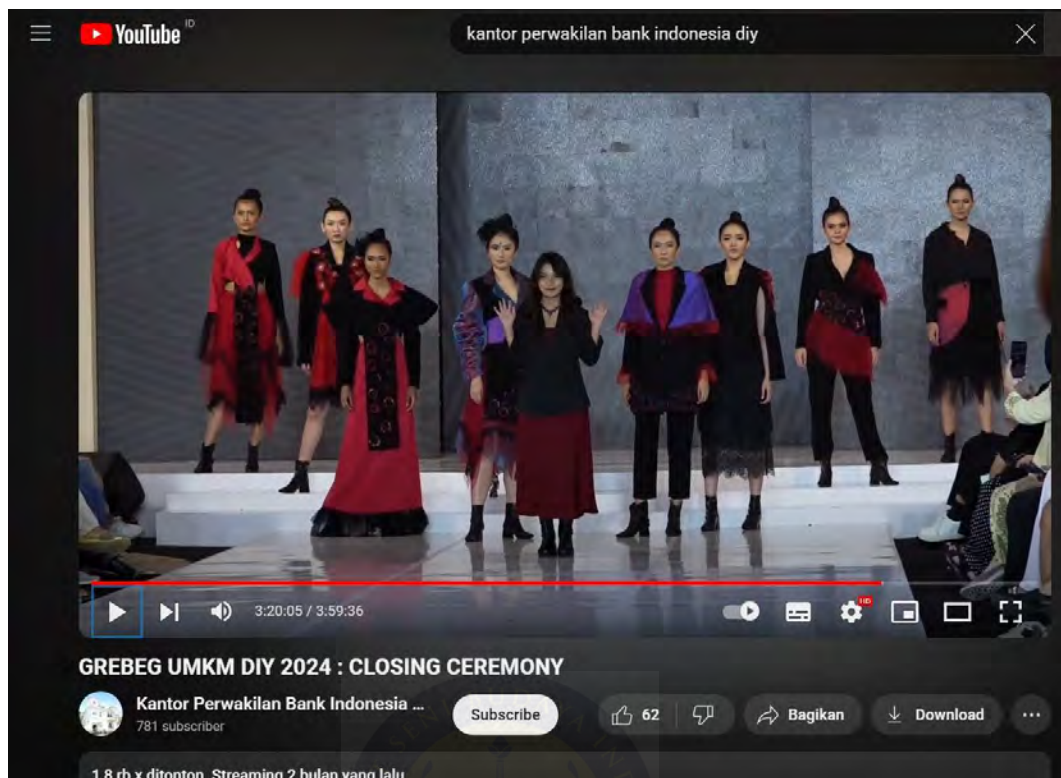 YouTube ID
kantor perwakilan bank indonesia diy
3:20:05 / 3:59:36
HD
GREBEG UMKM DIY 2024 : CLOSING CEREMONY
Kantor Perwakilan Bank Indonesia ...
781 subscriber
Subscribe
62
Bagikan
Download
1,8 rb x ditonton Streaming 2 bulan yang lalu